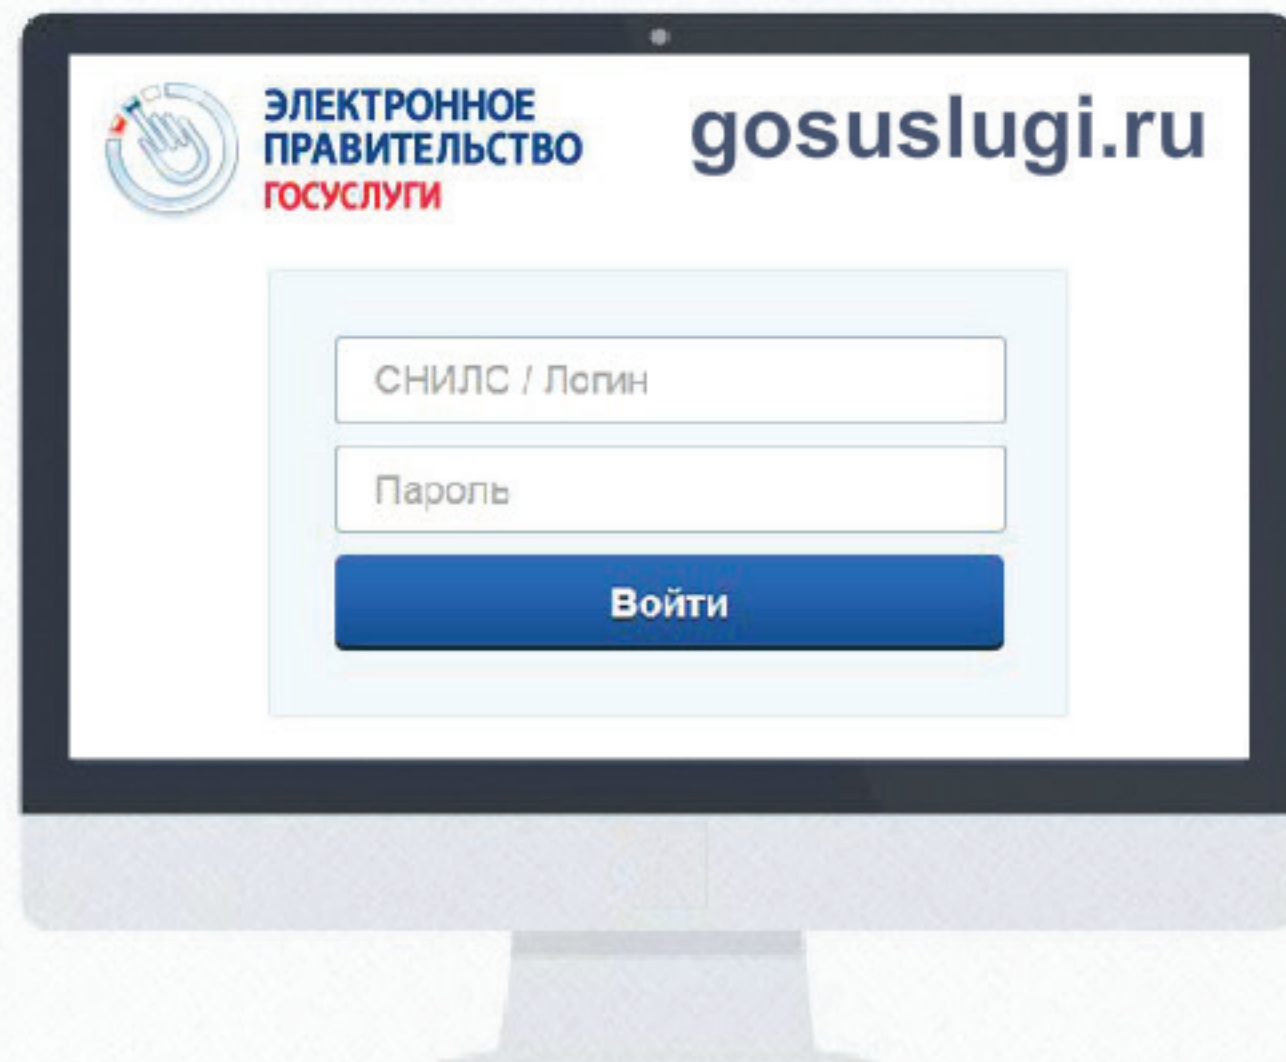 ЭЛЕКТРОННОЕ
ПРАВИТЕЛЬСТВО
ГОСУСЛУГИ
gosuslugi.ru
СНИЛС / Логин
Пароль
Войти